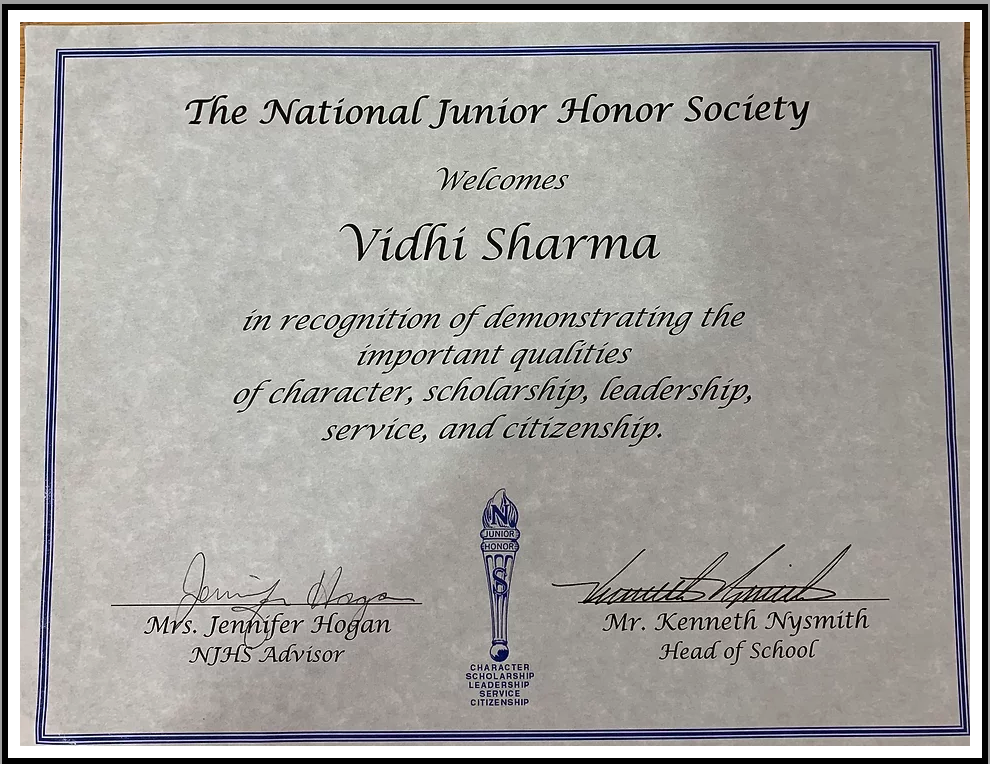 The National Junior Honor Society
Welcomes
Vidhi Sharma
in recognition of demonstrating the
important qualities
of character, scholarship, leadership,
service, and citizenship.
N
JUNIOR
HONOR
S
Jennifer Hogan
Mrs. Jennifer Hogan
NJHS Advisor
Kenneth Nysmith
Mr. Kenneth Nysmith
Head of School
CHARACTER
SCHOLARSHIP
LEADERSHIP
SERVICE
CITIZENSHIP